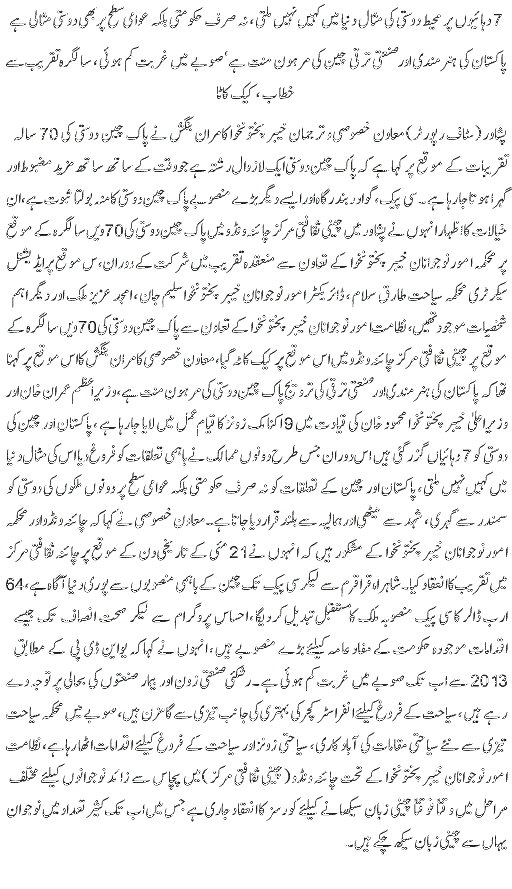 7 دہائیوں پر محیط دوستی کی مثال دنیا میں کہیں نہیں ملتی، نہ صرف حکومتی بلکہ عوامی سطح پر بھی دوستی مثالی ہے
پاکستان کی ہنر مندی اور صنعتی ترقی چین کی مرہون منت ہے، صوبے میں غربت کم ہوئی، سالگرہ تقریب سے
خطاب، کیک کاٹا
پشاور (سٹاف رپورٹر) معاون خصوصی و ترجمان خیبر پختونخوا کامران بنگش نے پاک چین دوستی کی 70 سالہ
تقریبات کے موقع پر کہا ہے کہ پاک چین دوستی ایک لازوال رشتہ ہے جو وقت کے ساتھ ساتھ مزید مضبوط اور
گہرا ہوتا جا رہا ہے۔ سی پیک، گوادر بندرگاہ اور ایسے دیگر بڑے منصوبے پاک چین دوستی کا منہ بولتا ثبوت ہے، ان
خیالات کا اظہار انہوں نے پشاور میں چینی ثقافتی مرکز چائنہ ونڈو میں پاک چین دوستی کی 70ویں سالگرہ کے موقع
پر محکمہ امور نوجوانان خیبر پختونخوا کے تعاون سے منعقدہ تقریب میں شرکت کے دوران، س موقع پر ایڈیشنل
سیکرٹری محکمہ سیاحت طارق سلام، ڈائریکٹر امور نوجوانان خیبر پختونخوا سلیم جان، امجد عزیز ملک اور دیگر اہم
شخصیات موجود تھیں، نظامت امور نوجوانان خیبر پختونخوا کے تعاون سے پاک چین دوستی کی 70ویں سالگرہ کے
موقع پر چینی ثقافتی مرکز چائنہ ونڈو میں اس موقع پر کیک کاٹہ گیا، معاون خصوصی کامران بنگش کا اس موقع پر کہنا
تھا کہ پاکستان کی ہنر مندی اور صنعتی ترقی کی ترویج پاک چین دوستی کی مرہون منت ہے، وزیر اعظم عمران خان اور
وزیر اعلیٰ خیبر پختونخوا محمود خان کی قیادت میں 9 اکنامک زونز کا قیام عمل میں لایا جا رہا ہے، پاکستان اور چین کی
دوستی کو 7 دہائیاں گزر گئی ہیں اس دوران جس طرح دونوں ممالک نے باہمی تعلقات کو فروغ دیا اس کی مثال دنیا
میں کہیں نہیں ملتی، پاکستان اور چین کے تعلقات کو نہ صرف حکومتی بلکہ عوامی سطح پر دونوں ملکوں کی دوستی کو
سمندر سے گہری، شہد سے میٹھی اور ہمالیہ سے بلند قرار دیا جاتا ہے۔ معاون خصوصی نے کہا کہ چائنہ ونڈو اور محکمہ
امور نوجوانان خیبر پختونخوا کے مشکور ہیں کہ انہوں نے 21 مئی کے تاریخی دن کے موقع پر چائنہ ثقافتی مرکز
میں تقریب کا انعقاد کیا۔ شاہراہ قراقرم سے لیکر سی پیک تک چین کے باہمی منصوبوں سے پوری دنیا آگاہ ہے، 64
ارب ڈالر کا سی پیک منصوبہ ملک کا مستقبل تبدیل کر دیگا، احساس پروگرام سے لیکر صحت انصاف تک جیسے
اقدامات موجودہ حکومت کے مفاد عامہ کیلئے بڑے منصوبے ہیں، انہوں نے کہا کہ یو این ڈی پی کے مطابق
2013 سے اب تک صوبے میں غربت کم ہوئی ہے۔ رشکئی صنعتی زون اور بیمار صنعتوں کی بحالی پر توجہ دے
رہے ہیں، سیاحت کے فروغ کیلئے انفراسٹرکچر کی بہتری کی جانب تیزی سے گامزن ہیں، صوبے میں محکمہ سیاحت
تیزی سے نئے سیاحتی مقامات کی آباد کاری، سیاحتی زونز اور سیاحت کے فروغ کیلئے اقدامات اٹھا رہا ہے، نظامت
امور نوجوانان خیبر پختونخوا کے تحت چائنہ ونڈو (چینی ثقافتی مرکز) میں پچاس سے زائد نوجوانوں کیلئے مختلف
مراحل میں وقتاً فوقتاً چینی زبان سیکھانے کیلئے کورسز کا انعقاد جاری ہے جس میں اب تک کثیر تعداد میں نوجوان
یہاں سے چینی زبان سیکھ چکے ہیں۔